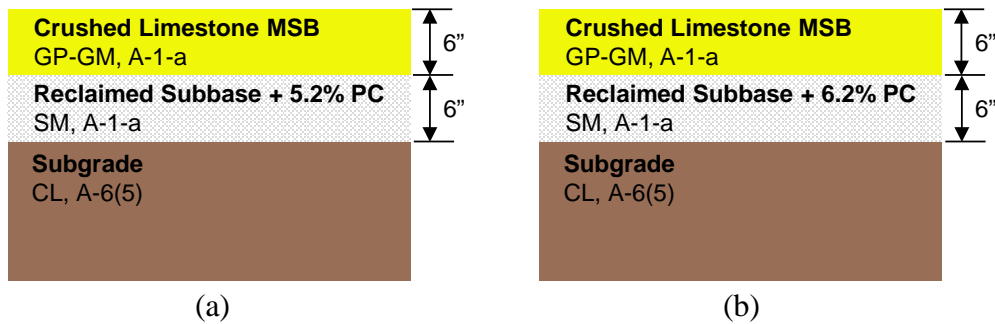 Crushed Limestone MSB
GP-GM, A-1-a
6”
Reclaimed Subbase + 5.2% PC
SM, A-1-a
6”
Subgrade
CL, A-6(5)
(a)
Crushed Limestone MSB
GP-GM, A-1-a
6”
Reclaimed Subbase + 6.2% PC
SM, A-1-a
6”
Subgrade
CL, A-6(5)
(b)